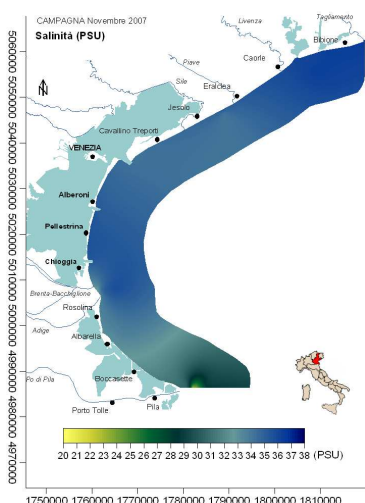 CAMPAGNA Novembre 2007
Salinità (PSU)
Livenza
Tagliamento
Bibione
Caorle
Piave
Eraclea
Sile
Jesolo
Cavallino Treporti
VENEZIA
Alberoni
Pellestrina
Chioggia
Brenta-Bacchiglione
Rosolina
Adige
Albarella
Po di Pila
Boccasette
Porto Tolle
Pila
N
20 21 22 23 24 25 26 27 28 29 30 31 32 33 34 35 36 37 38 (PSU)
5060000
5050000
5040000
5030000
5020000
5010000
5000000
4990000
4980000
4970000
1750000 1760000 1770000 1780000 1790000 1800000 1810000